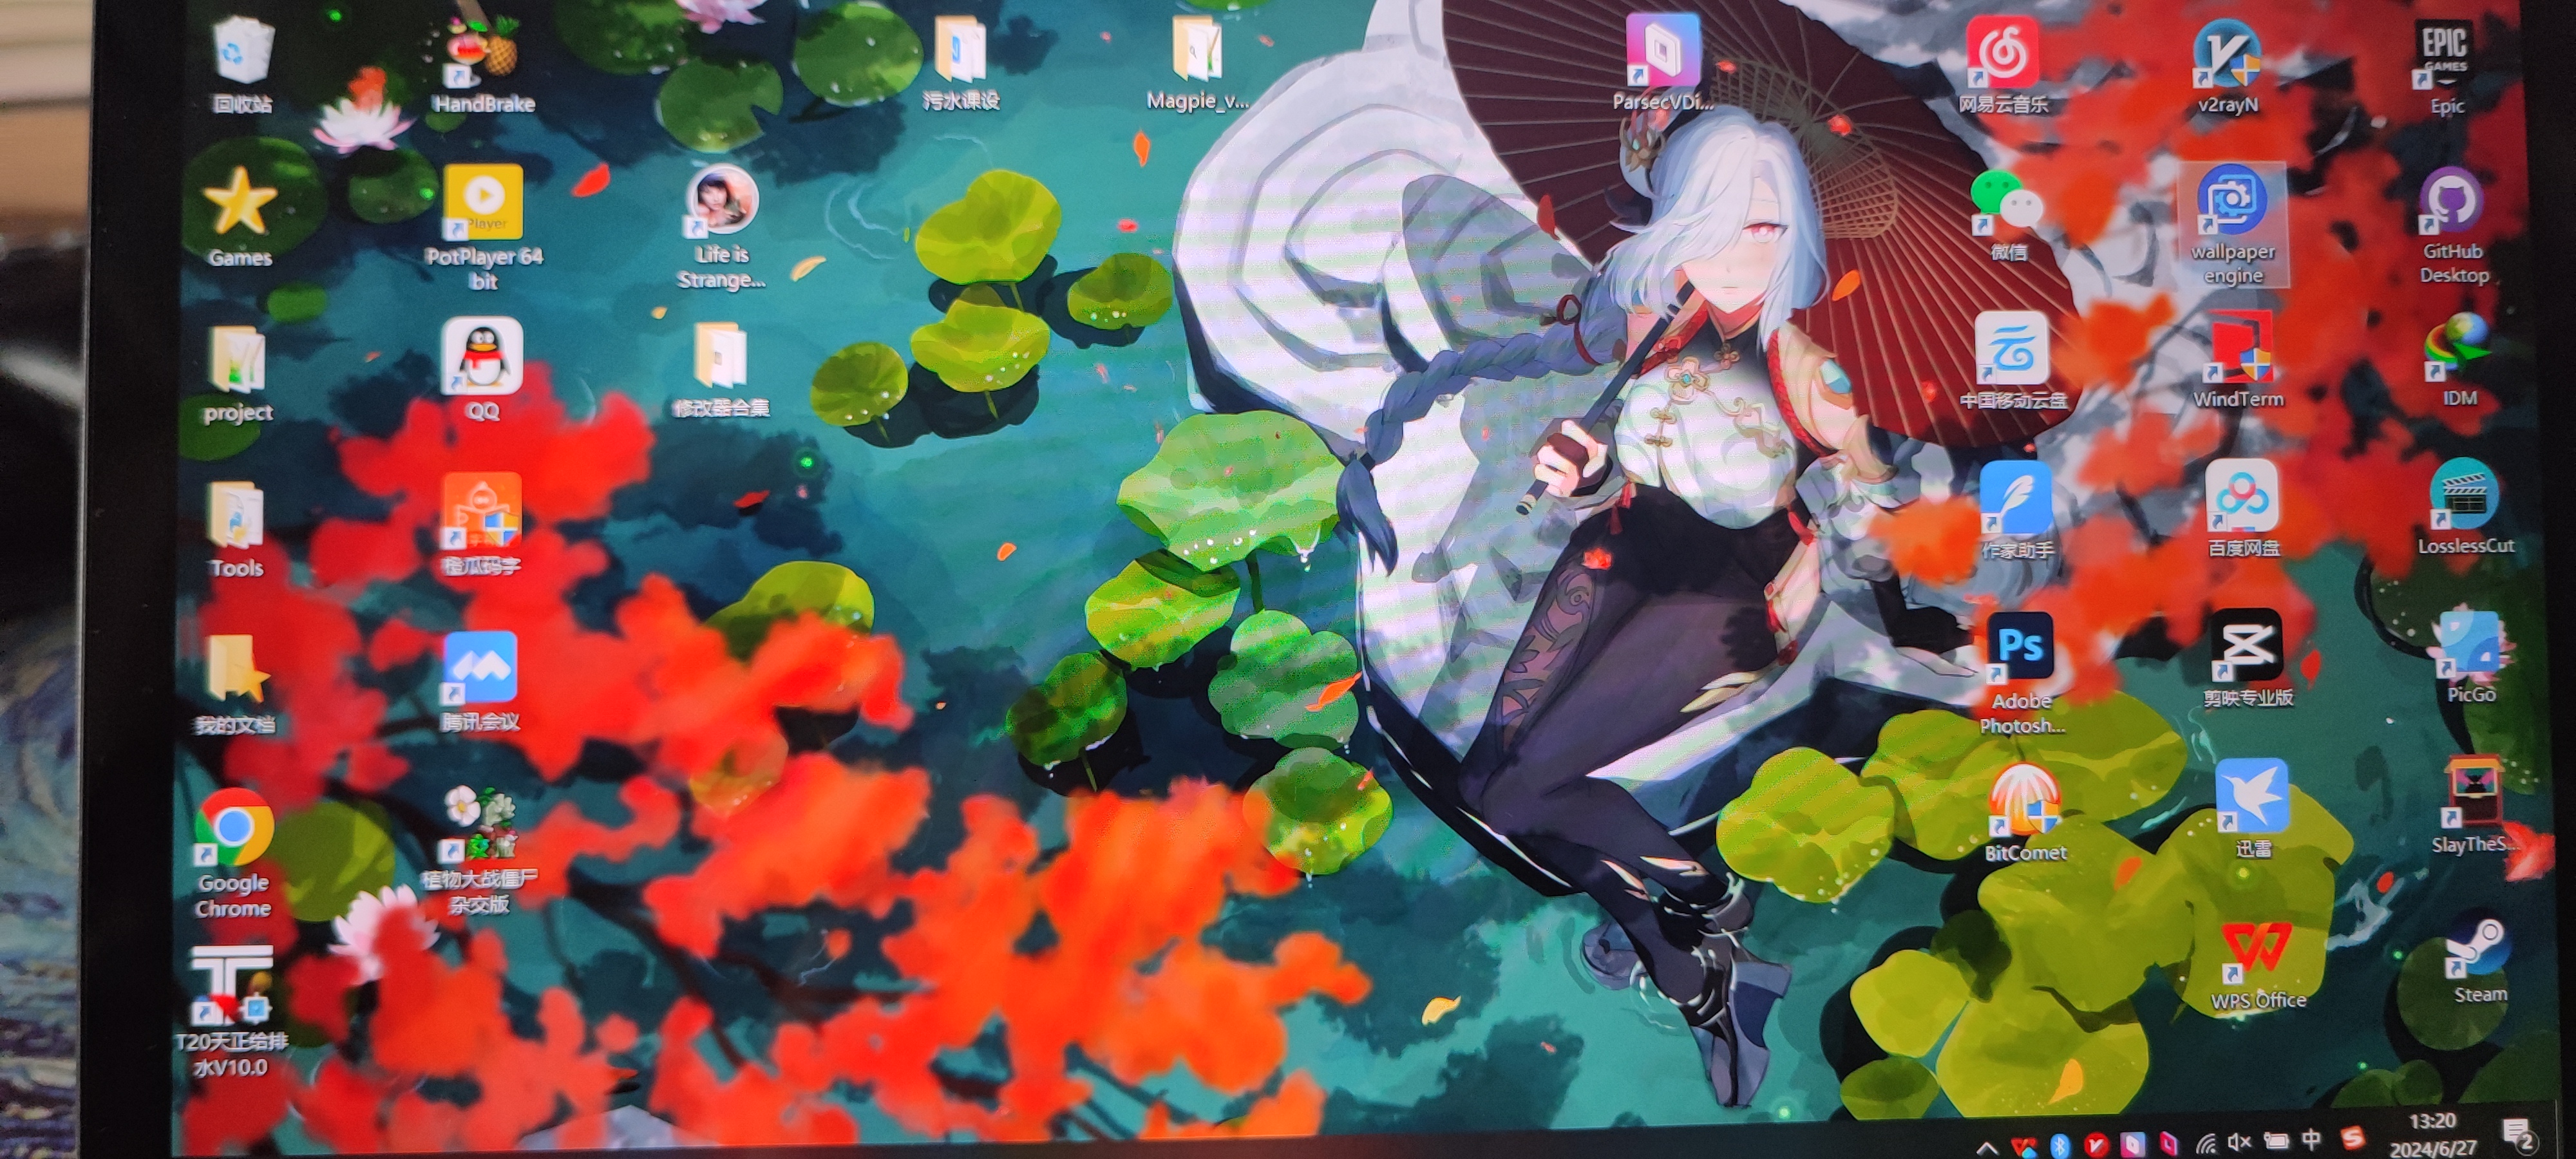 回收站
HandBrake
污水课设
Magpie_v...
ParsecVDi...
网易云音乐
v2rayN
EPIC
GAMES
Epic
Games
Player
PotPlayer 64
bit
Life is
Strange...
微信
wallpaper
engine
GitHub
Desktop
project
QQ
修改器合集
云
中国移动云盘
WindTerm
IDM
Tools
橙瓜码字
作家助手
百度网盘
LosslessCut
我的文档
腾讯会议
Ps
Adobe
Photosh...
剪映专业版
PicGo
Google
Chrome
植物大战僵尸
杂交版
BitComet
迅雷
SlayTheS...
T20天正给排
水V10.0
WPS Office
Steam
中
13:20
2024/6/27
2